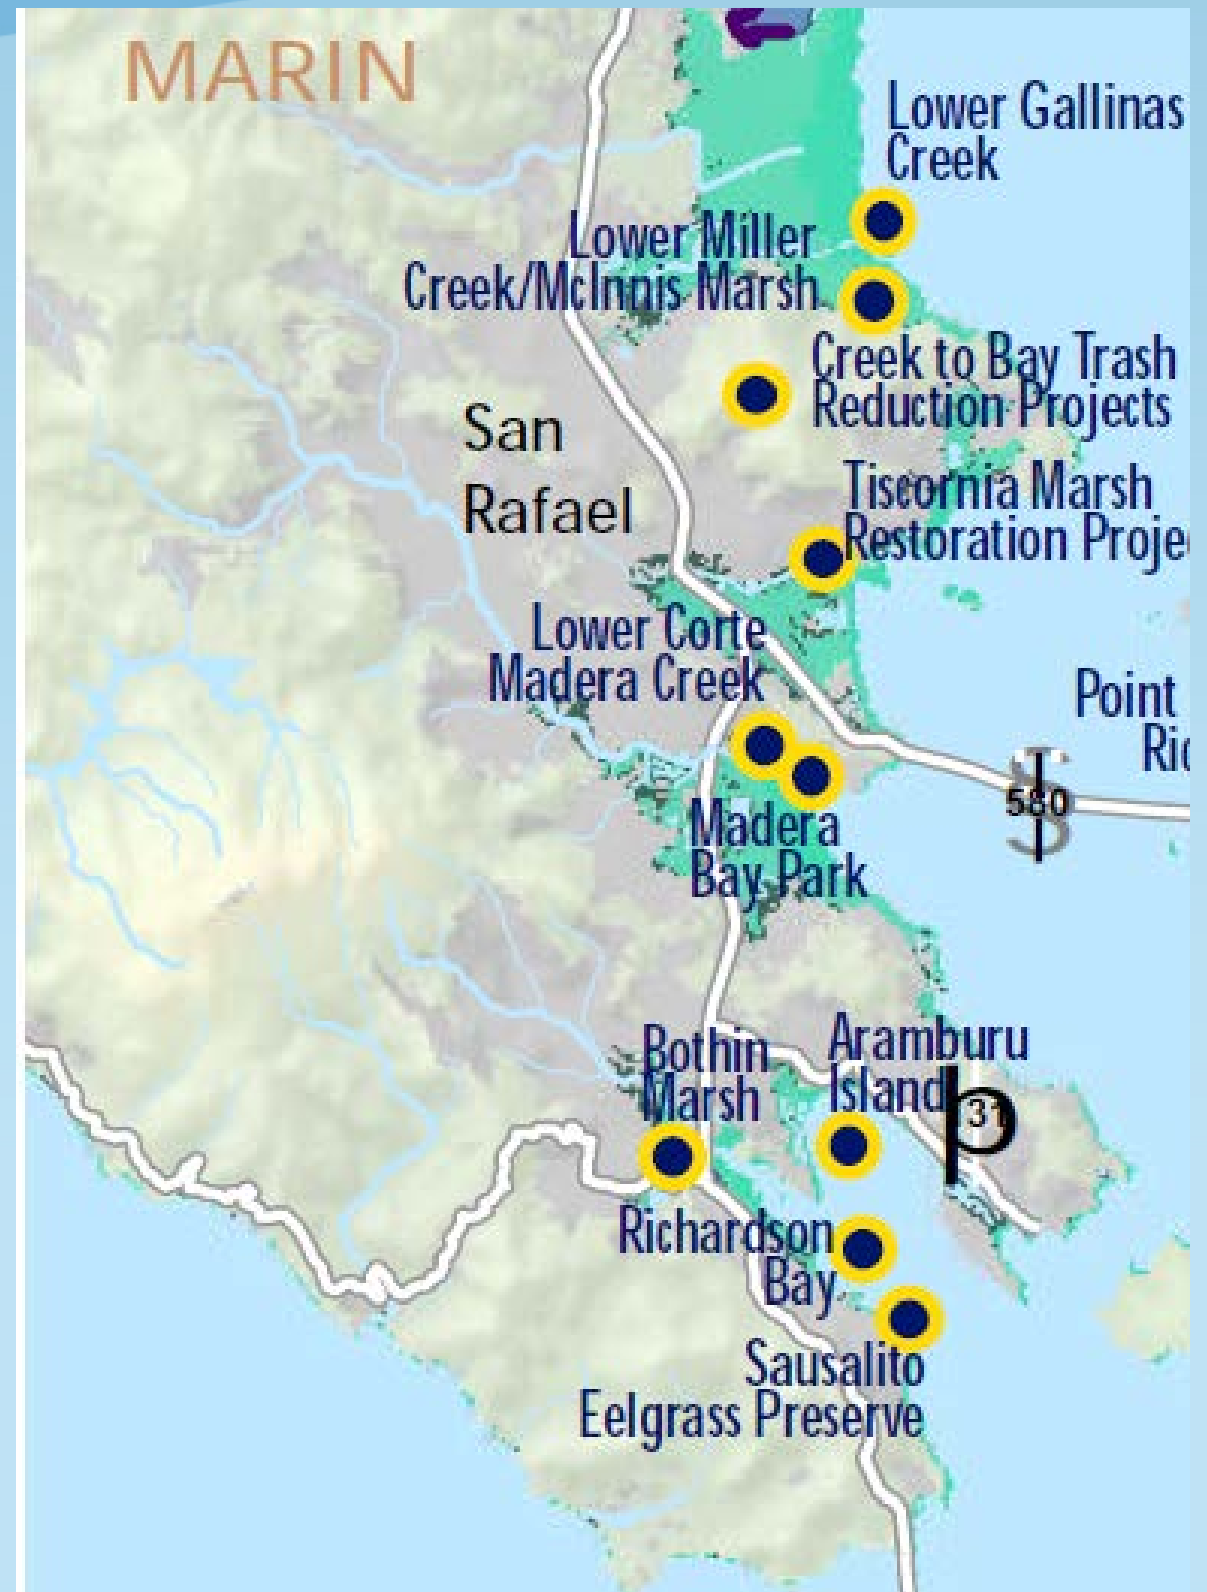 MARIN
Lower Gallinas
Creek
Lower Miller
Creek/McInnis Marsh
Creek to Bay Trash
Reduction Projects
San
Rafael
Tiscornia Marsh
Restoration Proje
Lower Corte
Madera Creek
Point
Ric
580
Madera
Bay Park
Bothin
Marsh
Aramburu
Island
31
Richardson
Bay
Sausalito
Eelgrass Preserve